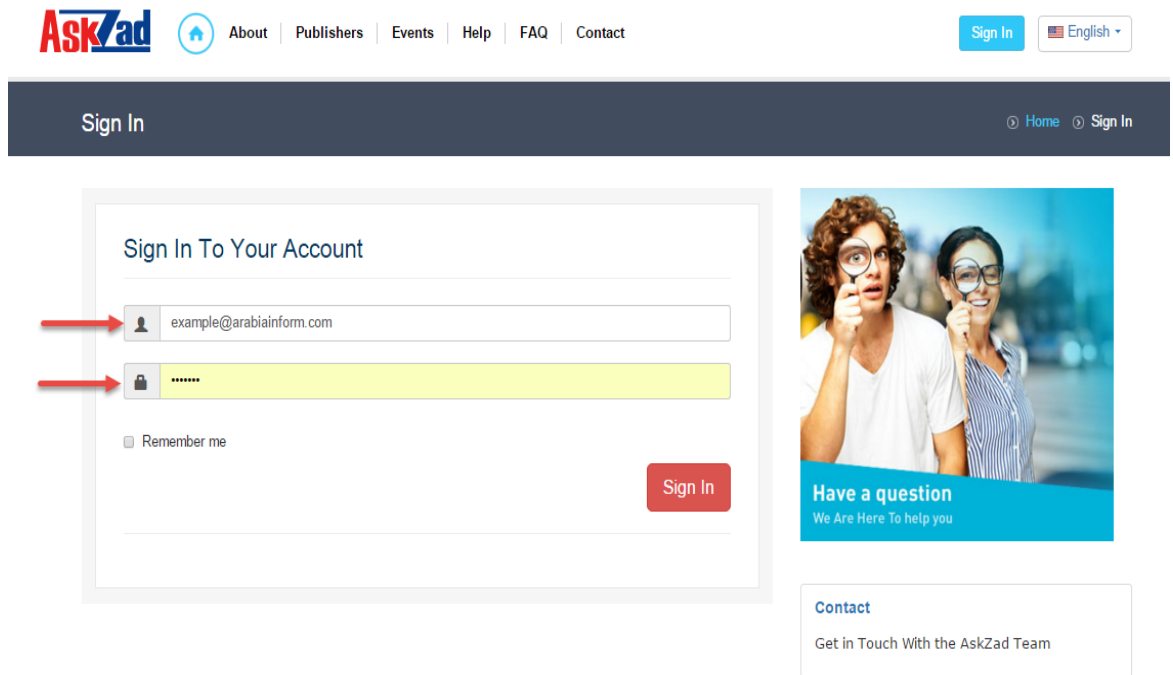 AskZad
About
Publishers
Events
Help
FAQ
Contact
Sign In
English
Sign In
Home
Sign In
Sign In To Your Account
example@arabiainform.com
•••••••
Remember me
Sign In
Have a question
We Are Here To help you
Contact
Get in Touch With the AskZad Team